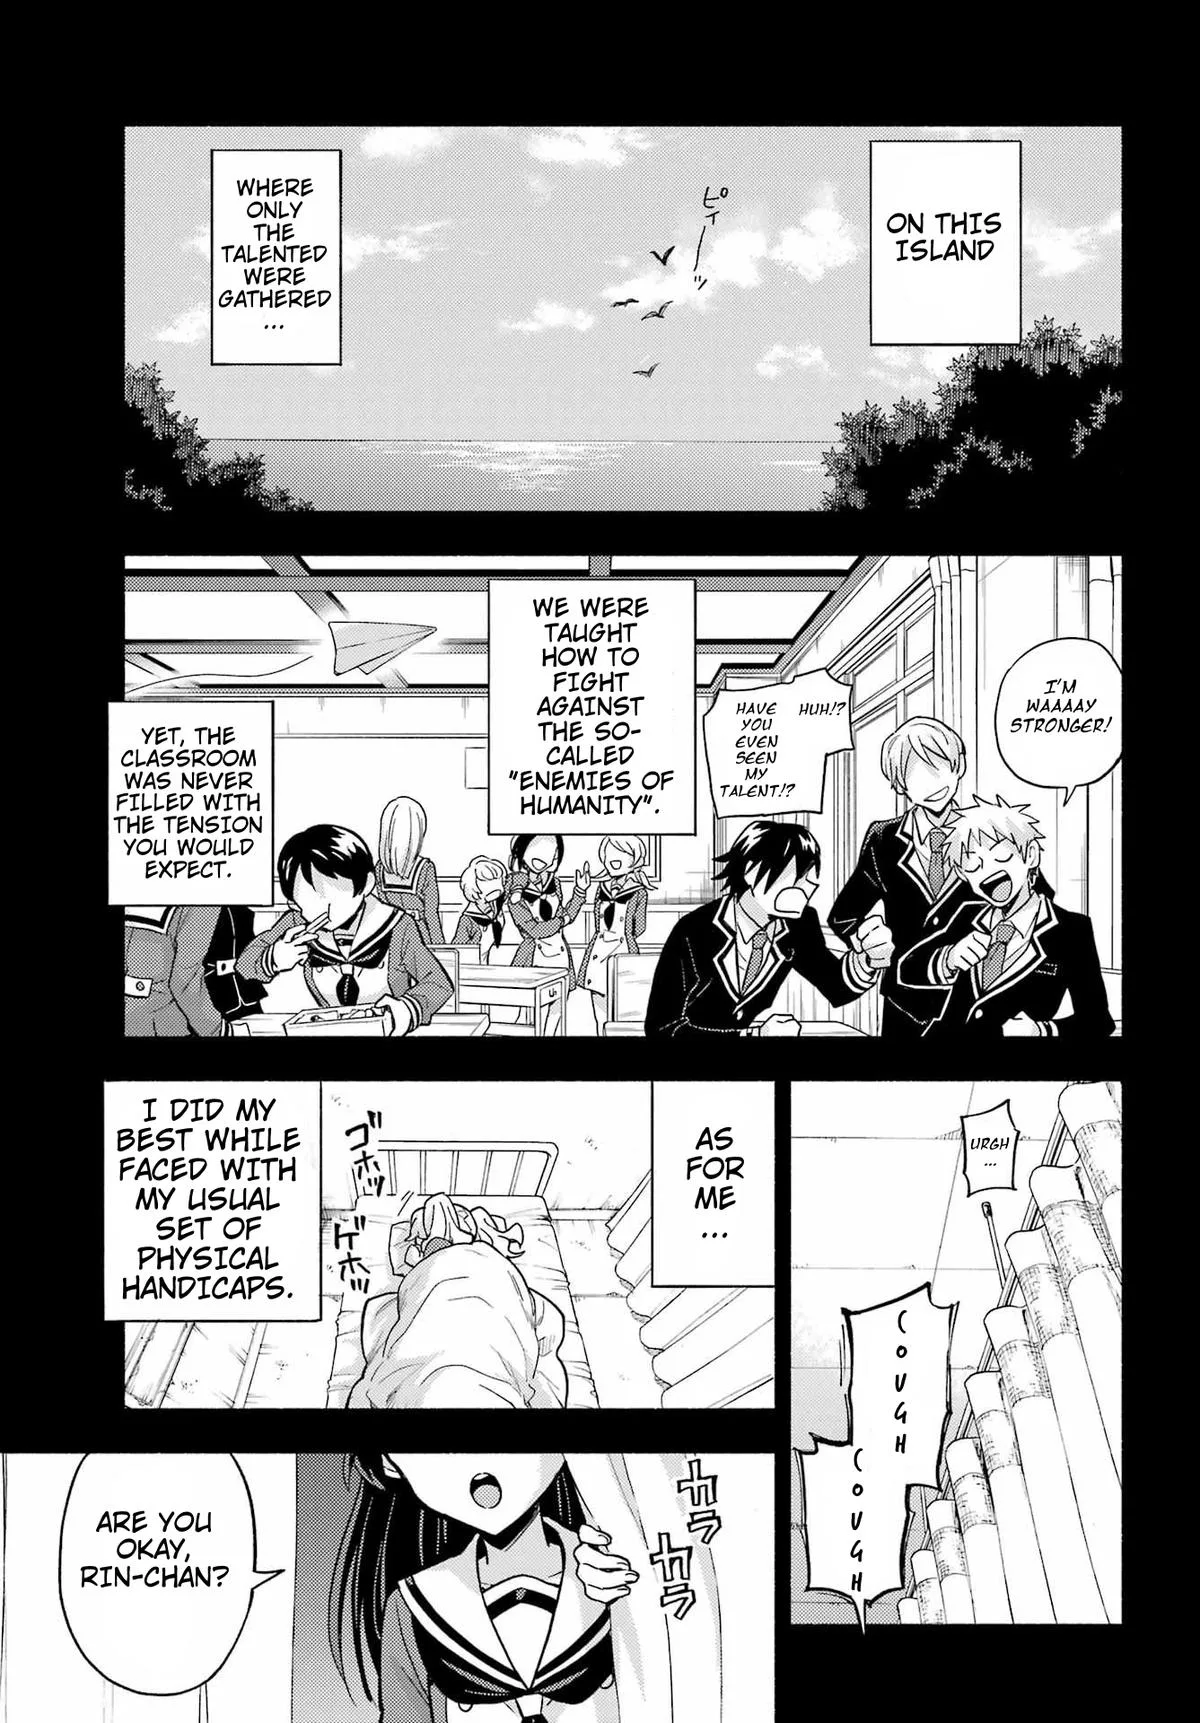 ON THIS
ISLAND
ピィーッ
WHERE
ONLY
THE
TALENTED
WERE
GATHERED
...
I'M
WAAAAY
STRONGER!
HUH!?
HAVE
YOU
EVEN
SEEN
MY
TALENT!?
WE WERE
TAUGHT
HOW TO
FIGHT
AGAINST
THE SO-
CALLED
"ENEMIES OF
HUMANITY".
YET, THE
CLASSROOM
WAS NEVER
FILLED WITH
THE TENSION
YOU WOULD
EXPECT.
URGH
...
COUGH
COUGH
AS
FOR
ME
...
ゴホッ
ゲホッ
I DID MY
BEST WHILE
FACED WITH
MY USUAL
SET OF
PHYSICAL
HANDICAPS.
カラ
カラ
ARE YOU
OKAY,
RIN-CHAN?